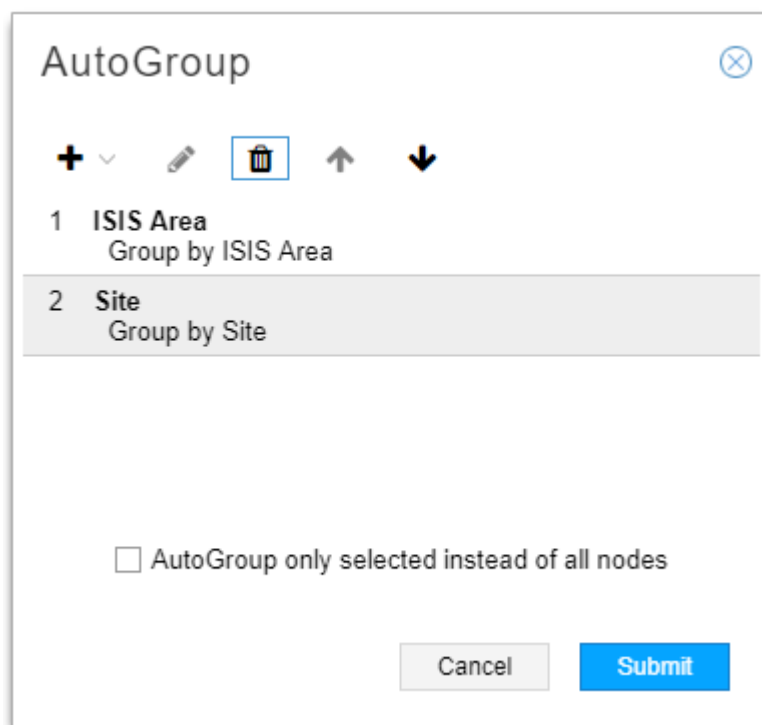 AutoGroup
1 ISIS Area
Group by ISIS Area
2 Site
Group by Site
AutoGroup only selected instead of all nodes
Cancel Submit